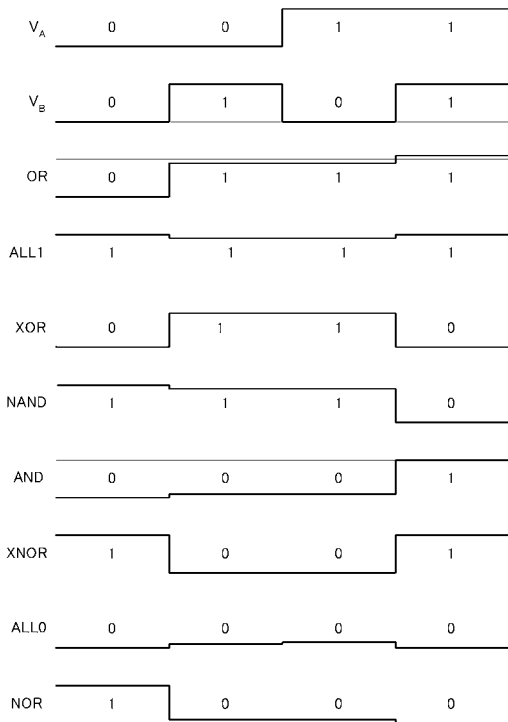 V_A 0 0 1 1
V_B 0 1 0 1
OR 0 1 1 1
ALL1 1 1 1 1
XOR 0 1 1 0
NAND 1 1 1 0
AND 0 0 0 1
XNOR 1 0 0 1
ALL0 0 0 0 0
NOR 1 0 0 0